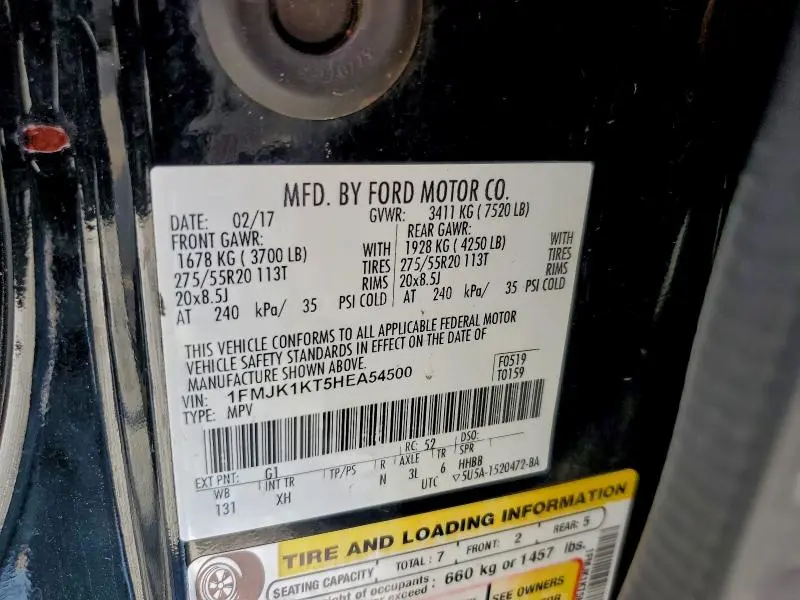 MFD. BY FORD MOTOR CO.
DATE: 02/17 GVWR: 3411 KG ( 7520 LB)
FRONT GAWR: REAR GAWR:
1678 KG ( 3700 LB) WITH 1928 KG ( 4250 LB) WITH
275/55R20 113T TIRES 275/55R20 113T TIRES
20x8.5J RIMS 20x8.5J RIMS
AT 240 kPa/ 35 PSI COLD AT 240 kPa/ 35 PSI COLD
THIS VEHICLE CONFORMS TO ALL APPLICABLE FEDERAL MOTOR
VEHICLE SAFETY STANDARDS IN EFFECT ON THE DATE OF
MANUFACTURE SHOWN ABOVE.
VIN: 1FMJK1KT5HEA54500
TYPE: MPV
F0519
T0159
EXT PNT: G1 RC: 52 DSO:
WB INT TR TP/PS R AXLE TR SPR
131 XH N 3L 6 HHBB
UTC ▽5U5A-1520472-BA
TIRE AND LOADING INFORMATION
SEATING CAPACITY TOTAL: 7 FRONT: 2 REAR: 5
weight of occupants
exceed : 660 kg or 1457 lbs.
SEE OWNERS